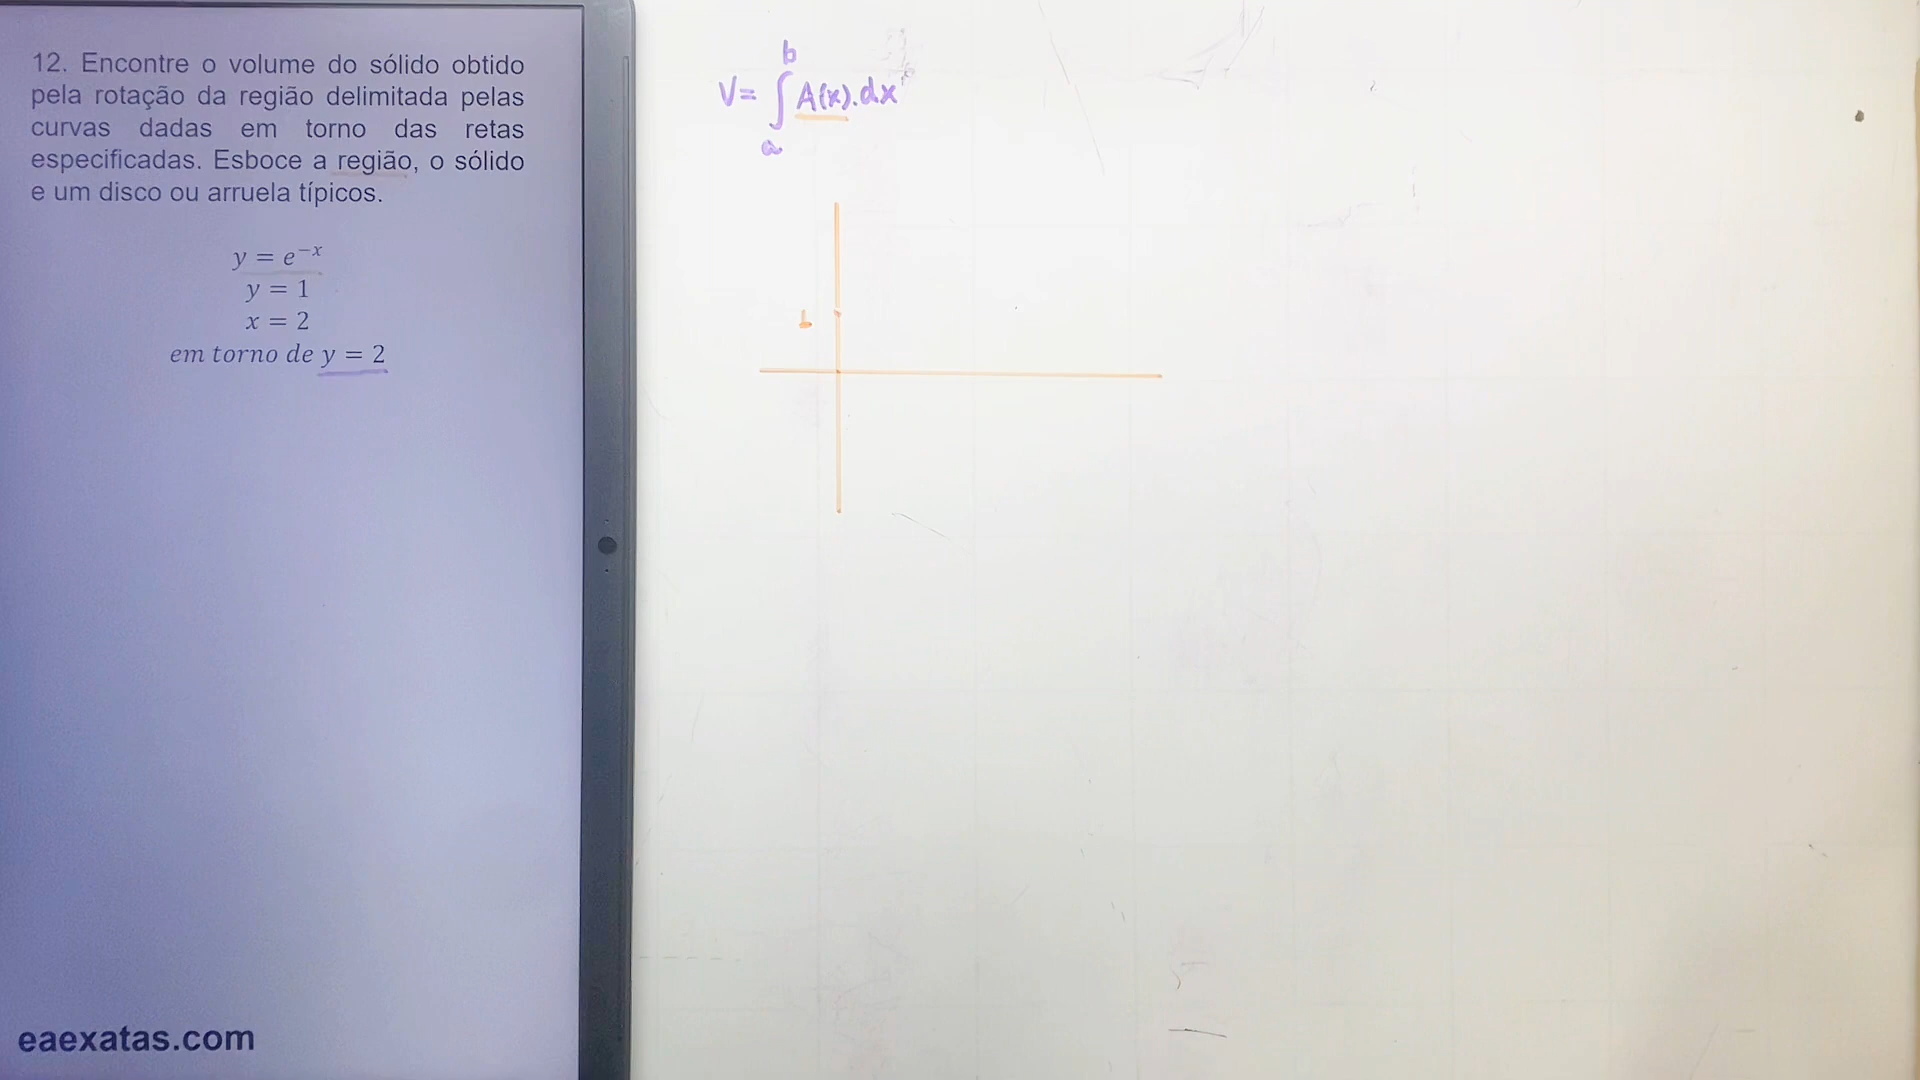 12. Encontre o volume do sólido obtido
pela rotação da região delimitada pelas
curvas dadas em torno das retas
especificadas. Esboce a região, o sólido
e um disco ou arruela típicos.
y = e^{-x}
y = 1
x = 2
em torno de y = 2
eaexatas.com
b
V = ∫ A(x).dx
a
1